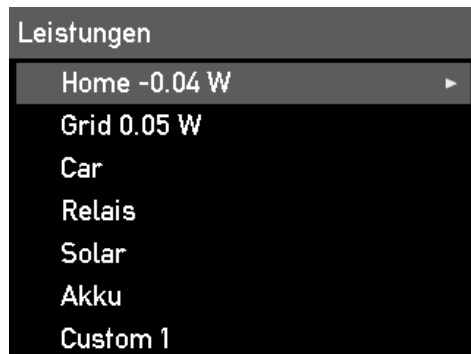 Leistungen
Home -0.04 W
Grid 0.05 W
Car
Relais
Solar
Akku
Custom 1